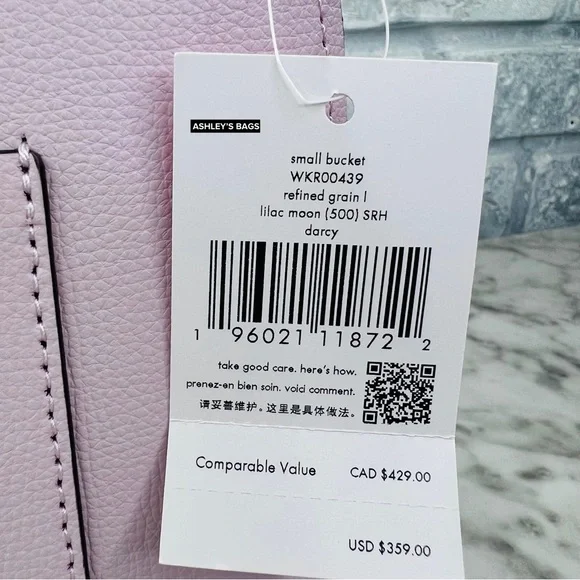 ASHLEY'S BAGS
small bucket
WKR00439
refined grain l
lilac moon (500) SRH
darcy
1 96021 11872 2
take good care. here's how.
prenez-en bien soin. voici comment.
请妥善维护。这里是具体做法。
Comparable Value CAD $429.00
USD $359.00